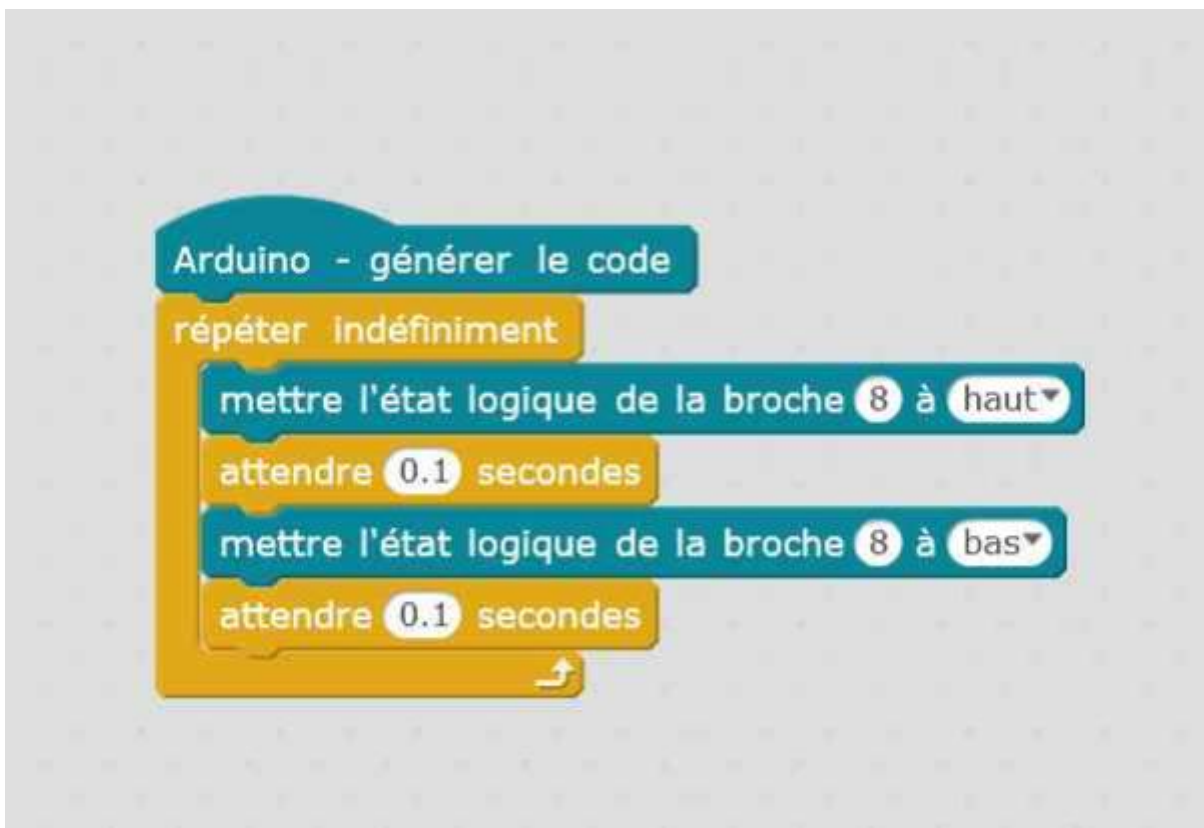 Arduino - générer le code
répéter indéfiniment
mettre l'état logique de la broche 8 à haut
attendre 0.1 secondes
mettre l'état logique de la broche 8 à bas
attendre 0.1 secondes